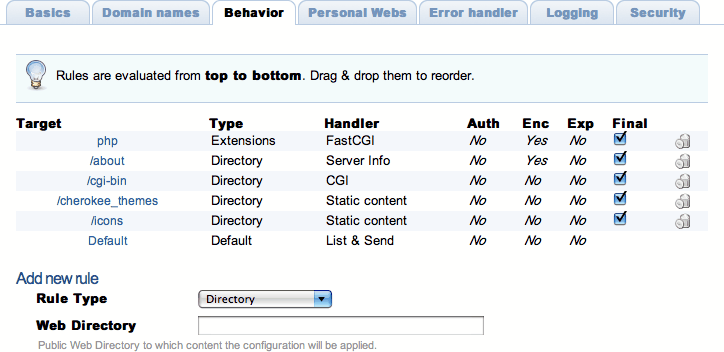 Basics Domain names Behavior Personal Webs Error handler Logging Security
Rules are evaluated from top to bottom. Drag & drop them to reorder.
Target Type Handler Auth Enc Exp Final
php Extensions FastCGI No Yes No
/about Directory Server Info No Yes No
/cgi-bin Directory CGI No No No
/cherokee_themes Directory Static content No No No
/icons Directory Static content No No No
Default Default List & Send No No No
Add new rule
Rule Type Directory
Web Directory
Public Web Directory to which content the configuration will be applied.